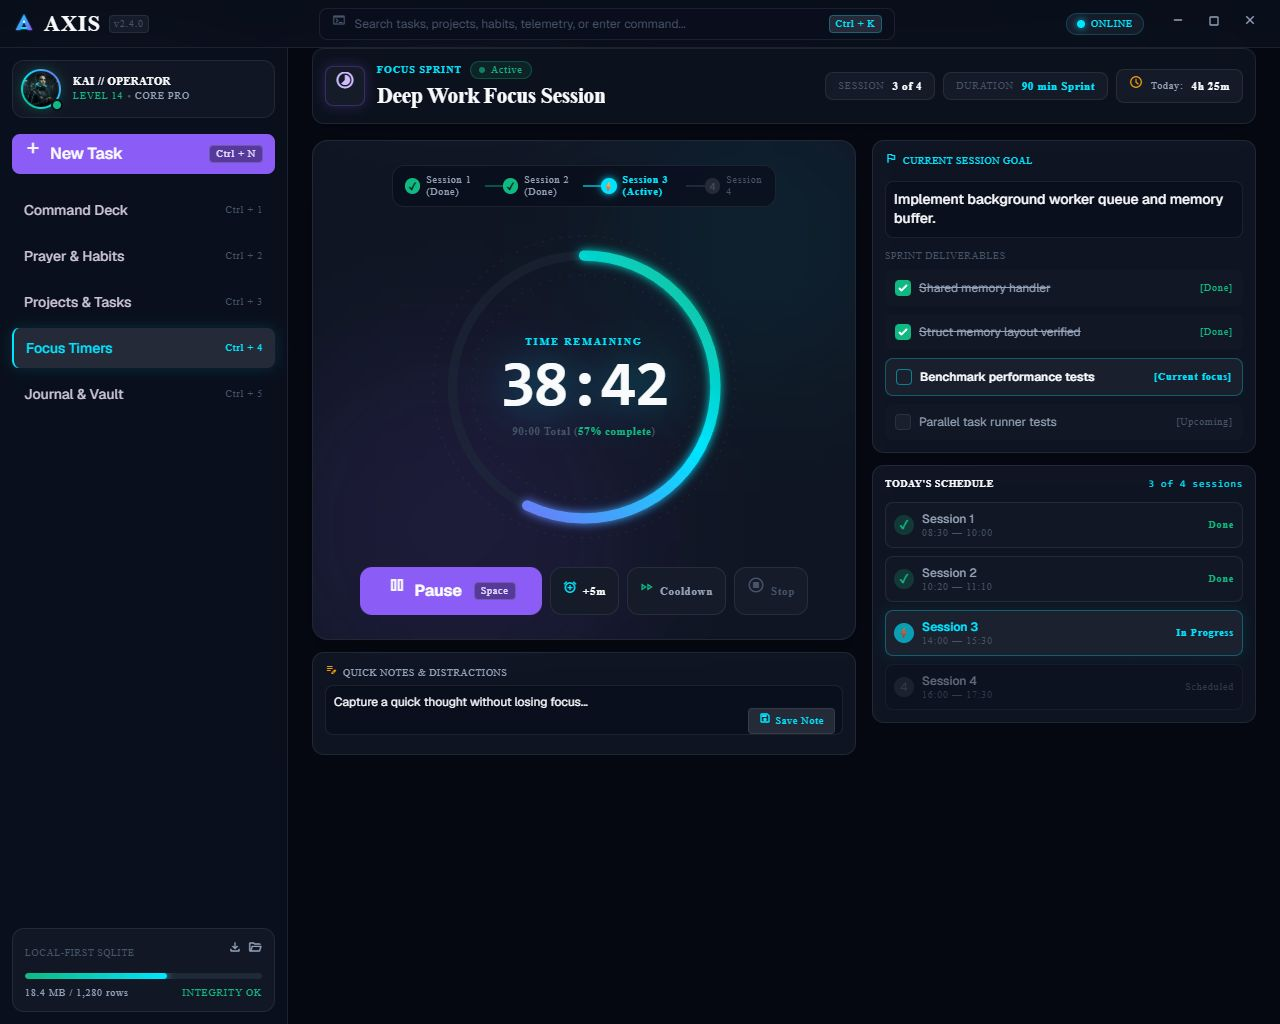 AXIS v2.4.0
Search tasks, projects, habits, telemetry, or enter command...
Ctrl + K
ONLINE
KAI // OPERATOR
LEVEL 14 • CORE PRO
New Task Ctrl + N
Command Deck Ctrl + 1
Prayer & Habits Ctrl + 2
Projects & Tasks Ctrl + 3
Focus Timers Ctrl + 4
Journal & Vault Ctrl + 5
LOCAL-FIRST SQLITE
18.4 MB / 1,280 rows INTEGRITY OK
FOCUS SPRINT Active
Deep Work Focus Session
SESSION 3 of 4
DURATION 90 min Sprint
Today: 4h 25m
Session 1
(Done)
Session 2
(Done)
Session 3
(Active)
4 Session
4
TIME REMAINING
38:42
90:00 Total (57% complete)
Pause Space
+5m
Cooldown
Stop
QUICK NOTES & DISTRACTIONS
Capture a quick thought without losing focus...
Save Note
CURRENT SESSION GOAL
Implement background worker queue and memory
buffer.
SPRINT DELIVERABLES
Shared memory handler [Done]
Struct memory layout verified [Done]
Benchmark performance tests [Current focus]
Parallel task runner tests [Upcoming]
TODAY'S SCHEDULE 3 of 4 sessions
Session 1 Done
08:30 — 10:00
Session 2 Done
10:20 — 11:10
Session 3 In Progress
14:00 — 15:30
4 Session 4 Scheduled
16:00 — 17:30